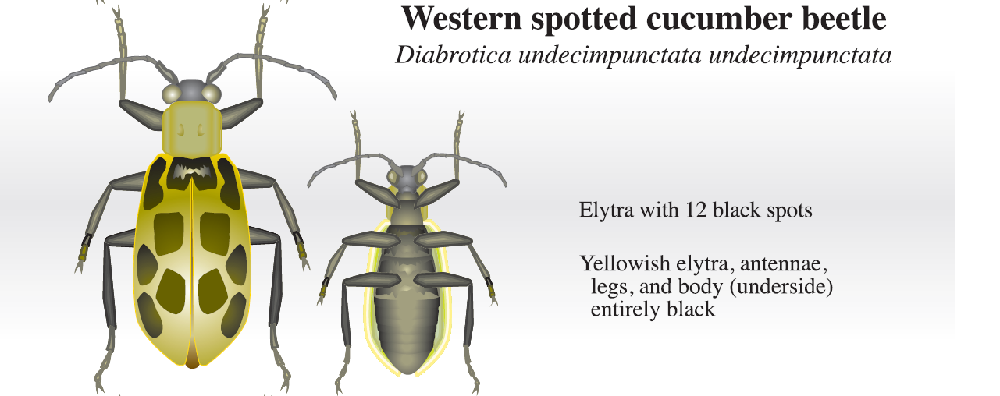 Western spotted cucumber beetle
Diabrotica undecimpunctata undecimpunctata
Elytra with 12 black spots
Yellowish elytra, antennae,
legs, and body (underside)
entirely black